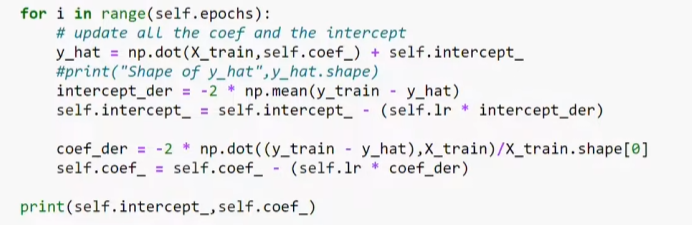 for i in range(self.epochs):
# update all the coef and the intercept
y_hat = np.dot(X_train,self.coef_) + self.intercept_
#print("Shape of y_hat",y_hat.shape)
intercept_der = -2 * np.mean(y_train - y_hat)
self.intercept_ = self.intercept_ - (self.lr * intercept_der)
coef_der = -2 * np.dot((y_train - y_hat),X_train)/X_train.shape[0]
self.coef_ = self.coef_ - (self.lr * coef_der)
print(self.intercept_,self.coef_)